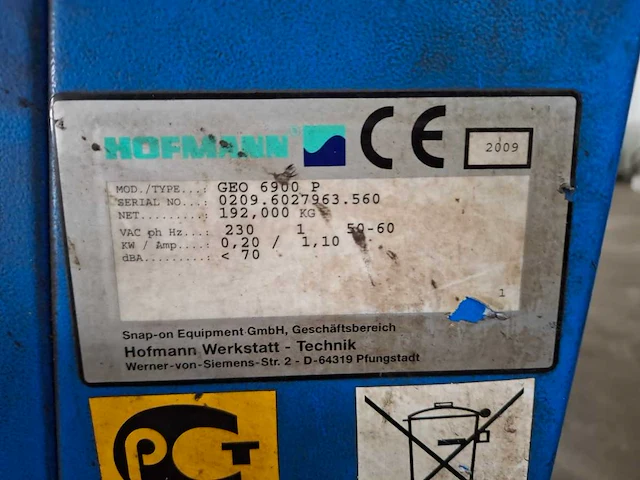 HOFMANN
CE
2009
MOD./TYPE...: GEO 6900 P
SERIAL NO...: 0209.6027963.560
NET.........: 192,000 KG
VAC ph Hz...: 230 1 50-60
KW / Amp....: 0,20 / 1,10
dBA.........: < 70
1
Snap-on Equipment GmbH, Geschäftsbereich
Hofmann Werkstatt - Technik
Werner-von-Siemens-Str. 2 - D-64319 Pfungstadt
PCT